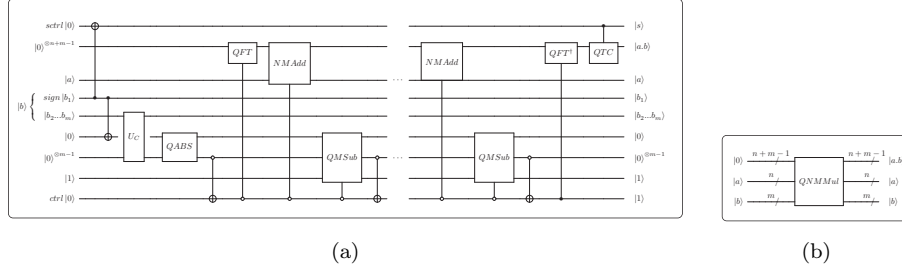 sctrl |0⟩ |s⟩
|0⟩^{⊗n+m−1} QFT NMAdd NMAdd QFT† QTC |a.b⟩
|a⟩ ... |a⟩
|b⟩ { sign |b₁⟩ |b₁⟩
|b₂...bₘ⟩ |b₂...bₘ⟩
|0⟩ U_C QABS |0⟩
|0⟩^{⊗m−1} QMSub ... QMSub |0⟩^{⊗m−1}
|1⟩ |1⟩
ctrl |0⟩ |1⟩
(a)
n + m − 1 n + m − 1
|0⟩ |a.b
n n
|a⟩ QNMMul |a⟩
m m
|b⟩ |b⟩
(b)